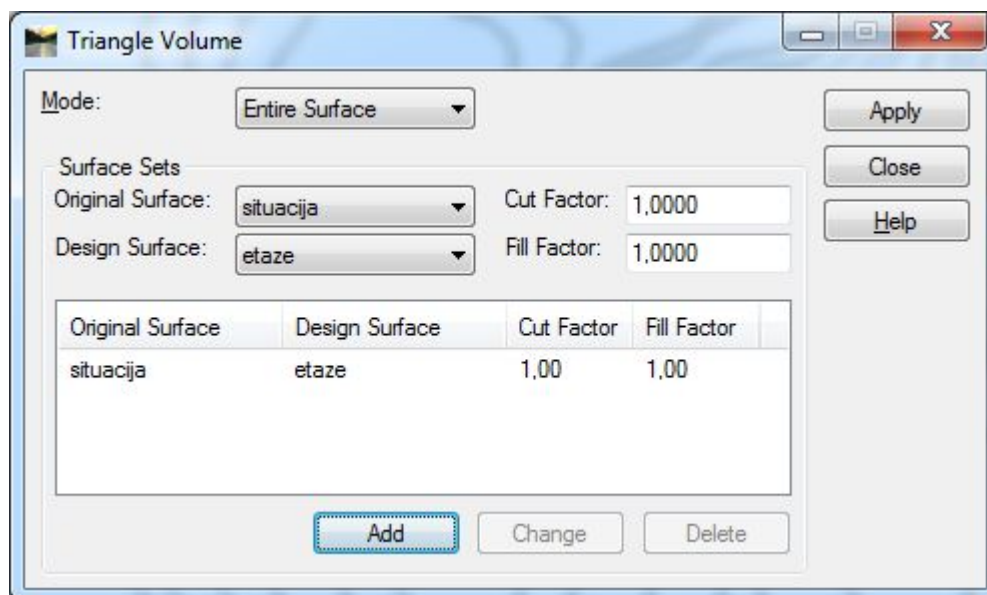 Triangle Volume
Mode: Entire Surface Apply
Surface Sets Close
Original Surface: situacija Cut Factor: 1,0000 Help
Design Surface: etaze Fill Factor: 1,0000
Original Surface Design Surface Cut Factor Fill Factor
situacija etaze 1,00 1,00
Add Change Delete